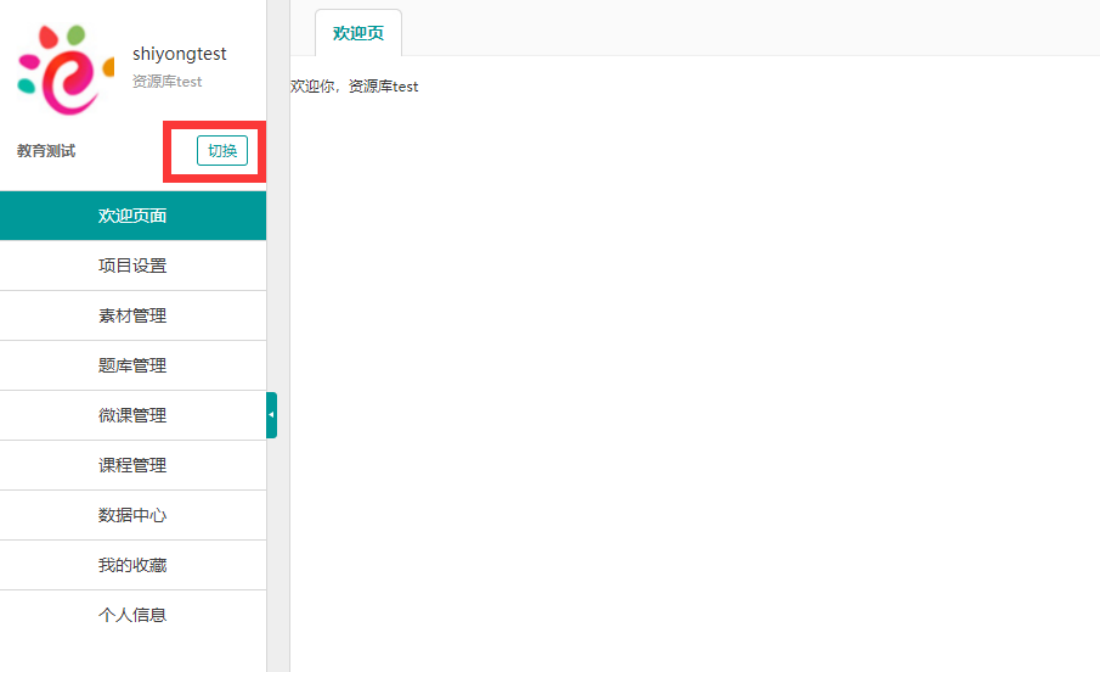 shiyongtest
资源库test
教育测试
切换
欢迎页面
项目设置
素材管理
题库管理
微课管理
课程管理
数据中心
我的收藏
个人信息
欢迎页
欢迎你，资源库test